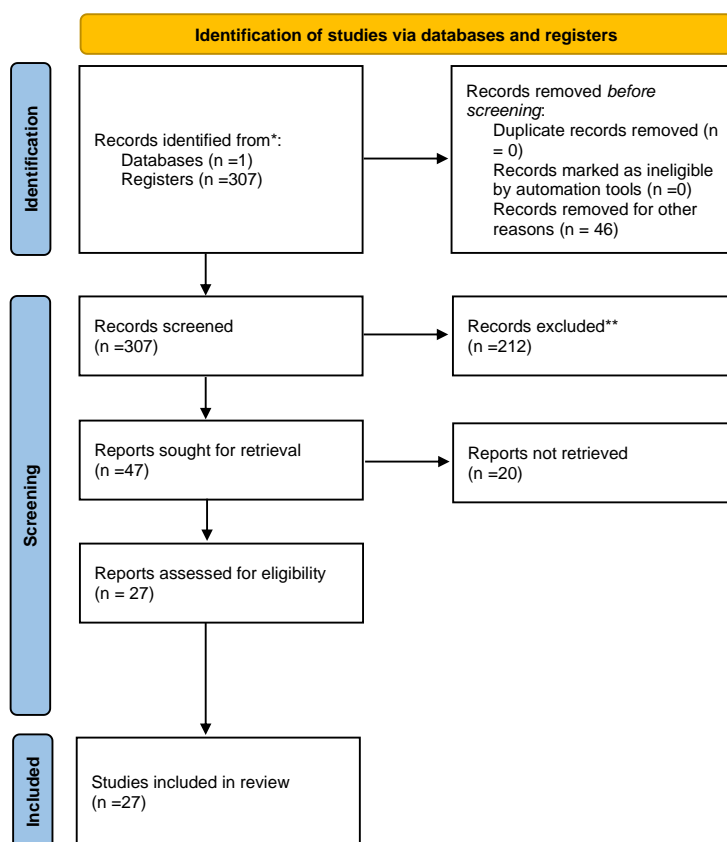 Identification of studies via databases and registers
Identification
Records identified from*:
Databases (n =1)
Registers (n =307)
Records removed before
screening:
Duplicate records removed (n
= 0)
Records marked as ineligible
by automation tools (n =0)
Records removed for other
reasons (n = 46)
Screening
Records screened
(n =307)
Records excluded**
(n =212)
Reports sought for retrieval
(n =47)
Reports not retrieved
(n =20)
Reports assessed for eligibility
(n = 27)
Included
Studies included in review
(n =27)